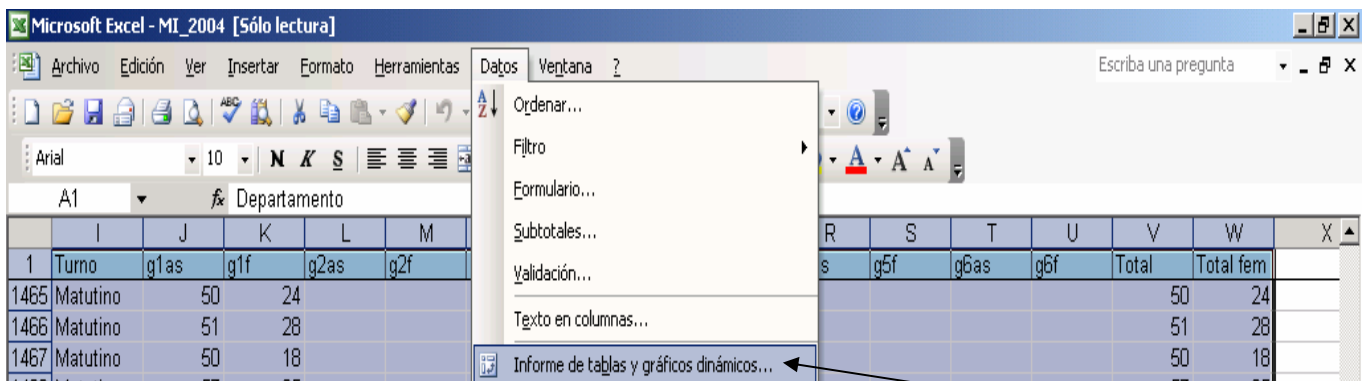 Microsoft Excel - MI_2004 [Sólo lectura]
Archivo Edición Ver Insertar Formato Herramientas Datos Ventana ? Escriba una pregunta
Ordenar...
Filtro
Arial 10 N K S
Formulario...
A1 fx Departamento
Subtotales...
I J K L M R S T U V W X
1 Turno g1as g1f g2as g2f s g5f g6as g6f Total Total fem
Validación...
1465 Matutino 50 24 50 24
Texto en columnas...
1466 Matutino 51 28 51 28
1467 Matutino 50 18 50 18
Informe de tablas y gráficos dinámicos...